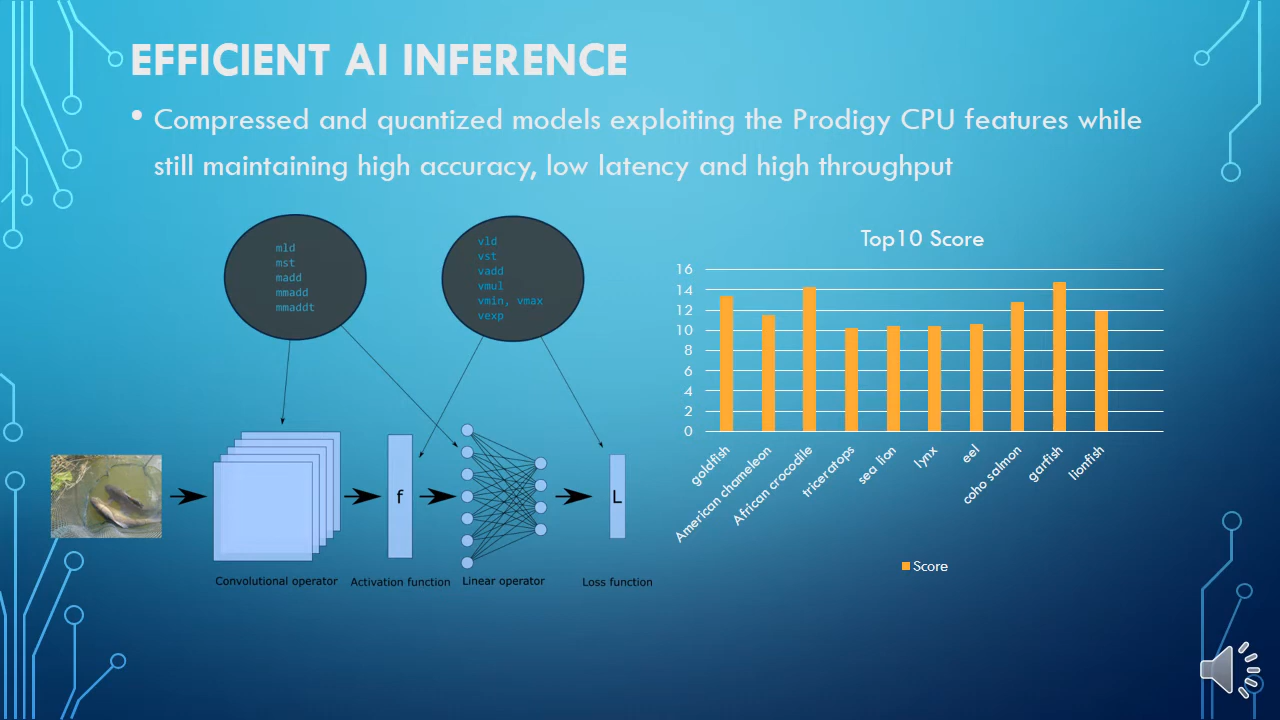 EFFICIENT AI INFERENCE
• Compressed and quantized models exploiting the Prodigy CPU features while
still maintaining high accuracy, low latency and high throughput
mld
mst
madd
mmadd
mmaddt
vld
vst
vadd
vmul
vmin, vmax
vexp
f
L
Convolutional operator
Activation function
Linear operator
Loss function
Top10 Score
16
14
12
10
8
6
4
2
0
goldfish
American chameleon
African crocodile
triceratops
sea lion
lynx
eel
coho salmon
garfish
lionfish
Score